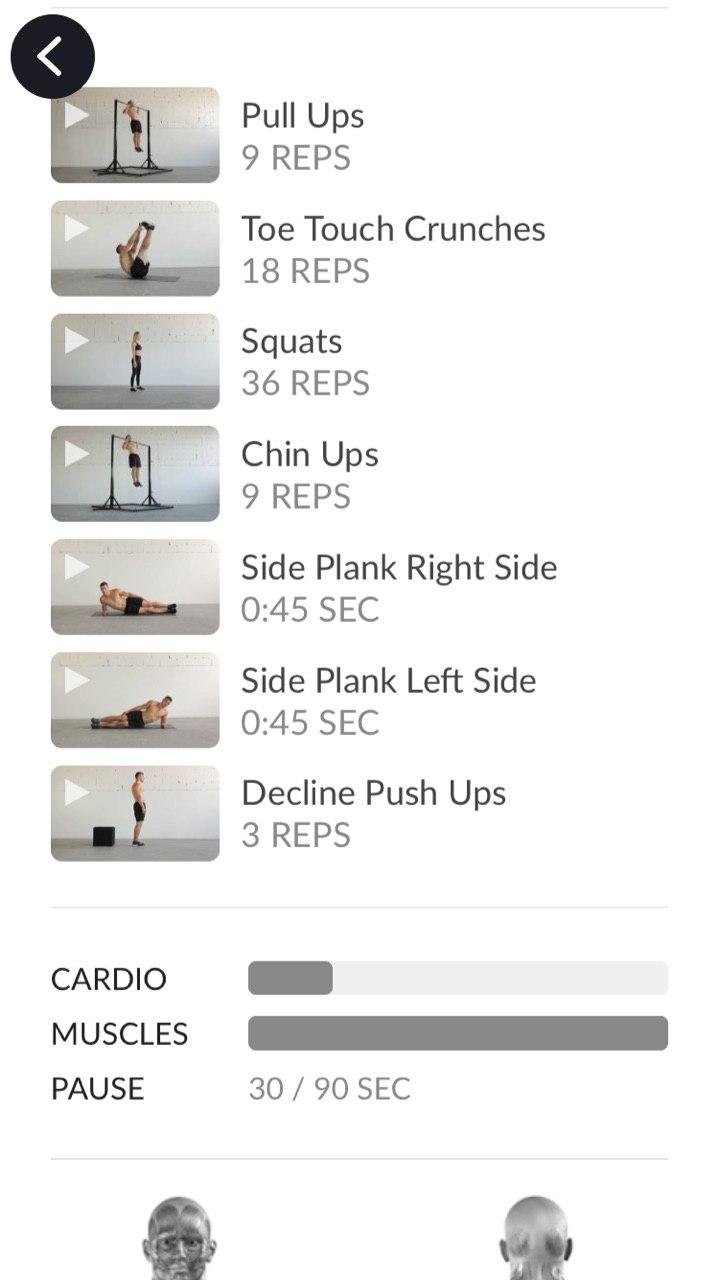 Pull Ups
9 REPS
Toe Touch Crunches
18 REPS
Squats
36 REPS
Chin Ups
9 REPS
Side Plank Right Side
0:45 SEC
Side Plank Left Side
0:45 SEC
Decline Push Ups
3 REPS
CARDIO
MUSCLES
PAUSE 30 / 90 SEC